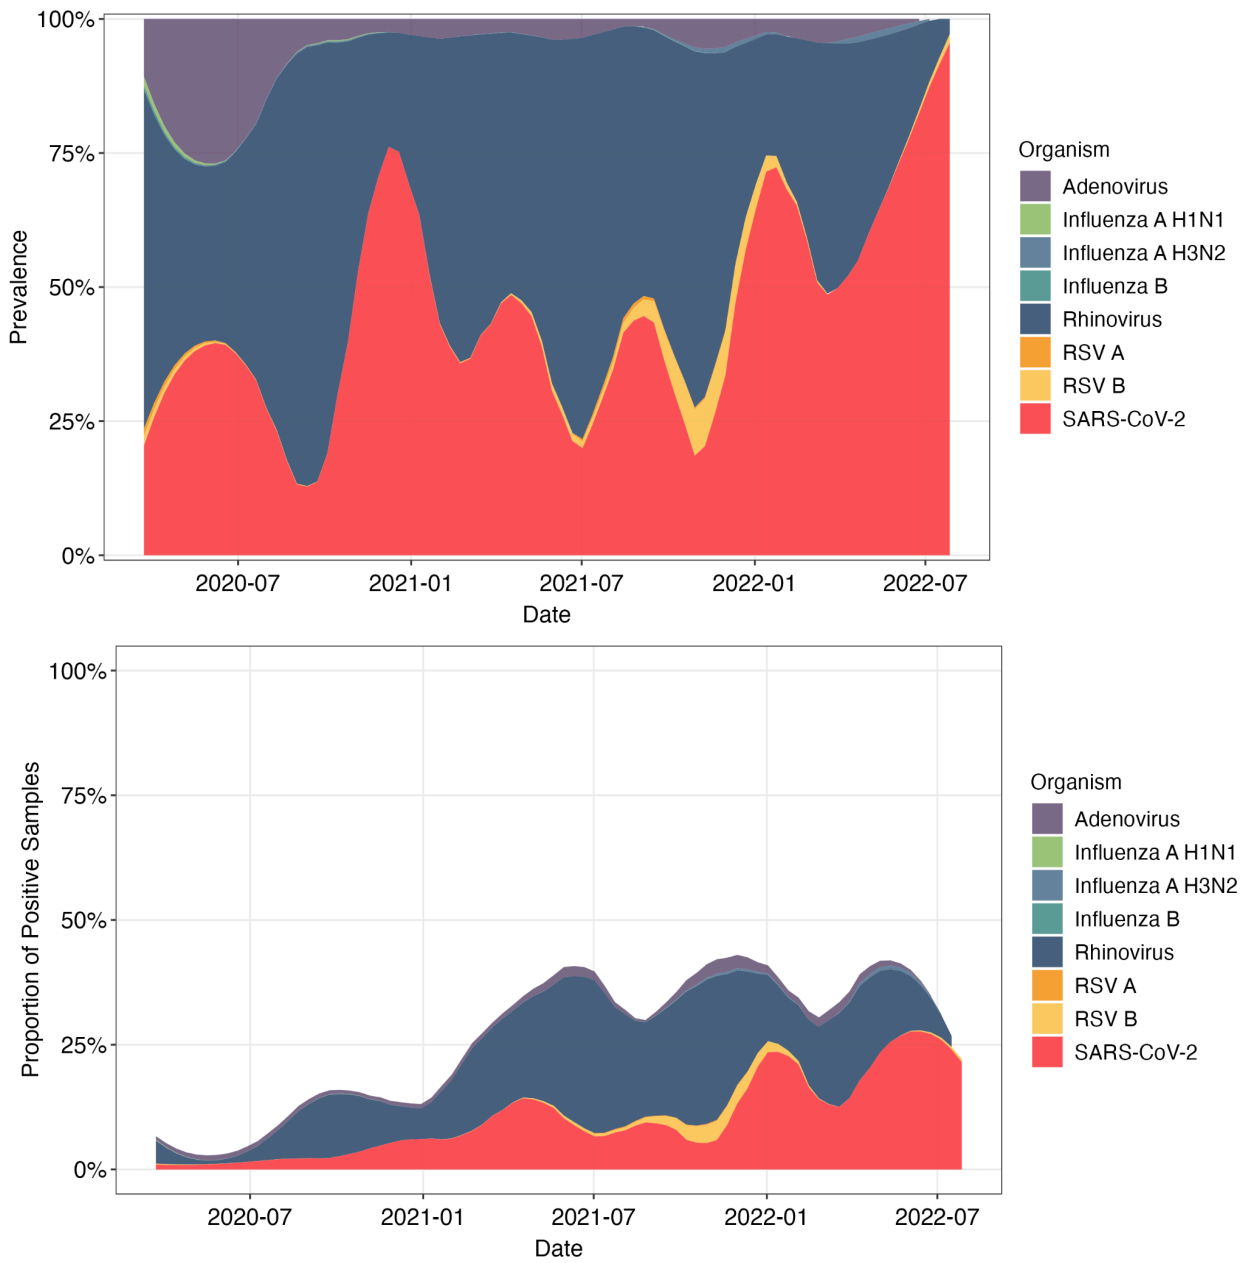 100%
75%
50%
25%
0%
Prevalence
2020-07 2021-01 2021-07 2022-01 2022-07
Date
Organism
Adenovirus
Influenza A H1N1
Influenza A H3N2
Influenza B
Rhinovirus
RSV A
RSV B
SARS-CoV-2
100%
75%
50%
25%
0%
Proportion of Positive Samples
2020-07 2021-01 2021-07 2022-01 2022-07
Date
Organism
Adenovirus
Influenza A H1N1
Influenza A H3N2
Influenza B
Rhinovirus
RSV A
RSV B
SARS-CoV-2